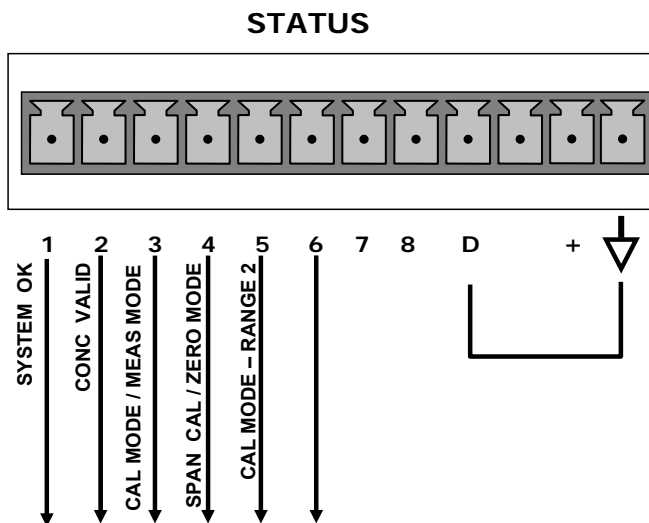 STATUS
1 2 3 4 5 6 7 8 D +
SYSTEM OK
CONC VALID
CAL MODE / MEAS MODE
SPAN CAL / ZERO MODE
CAL MODE – RANGE 2